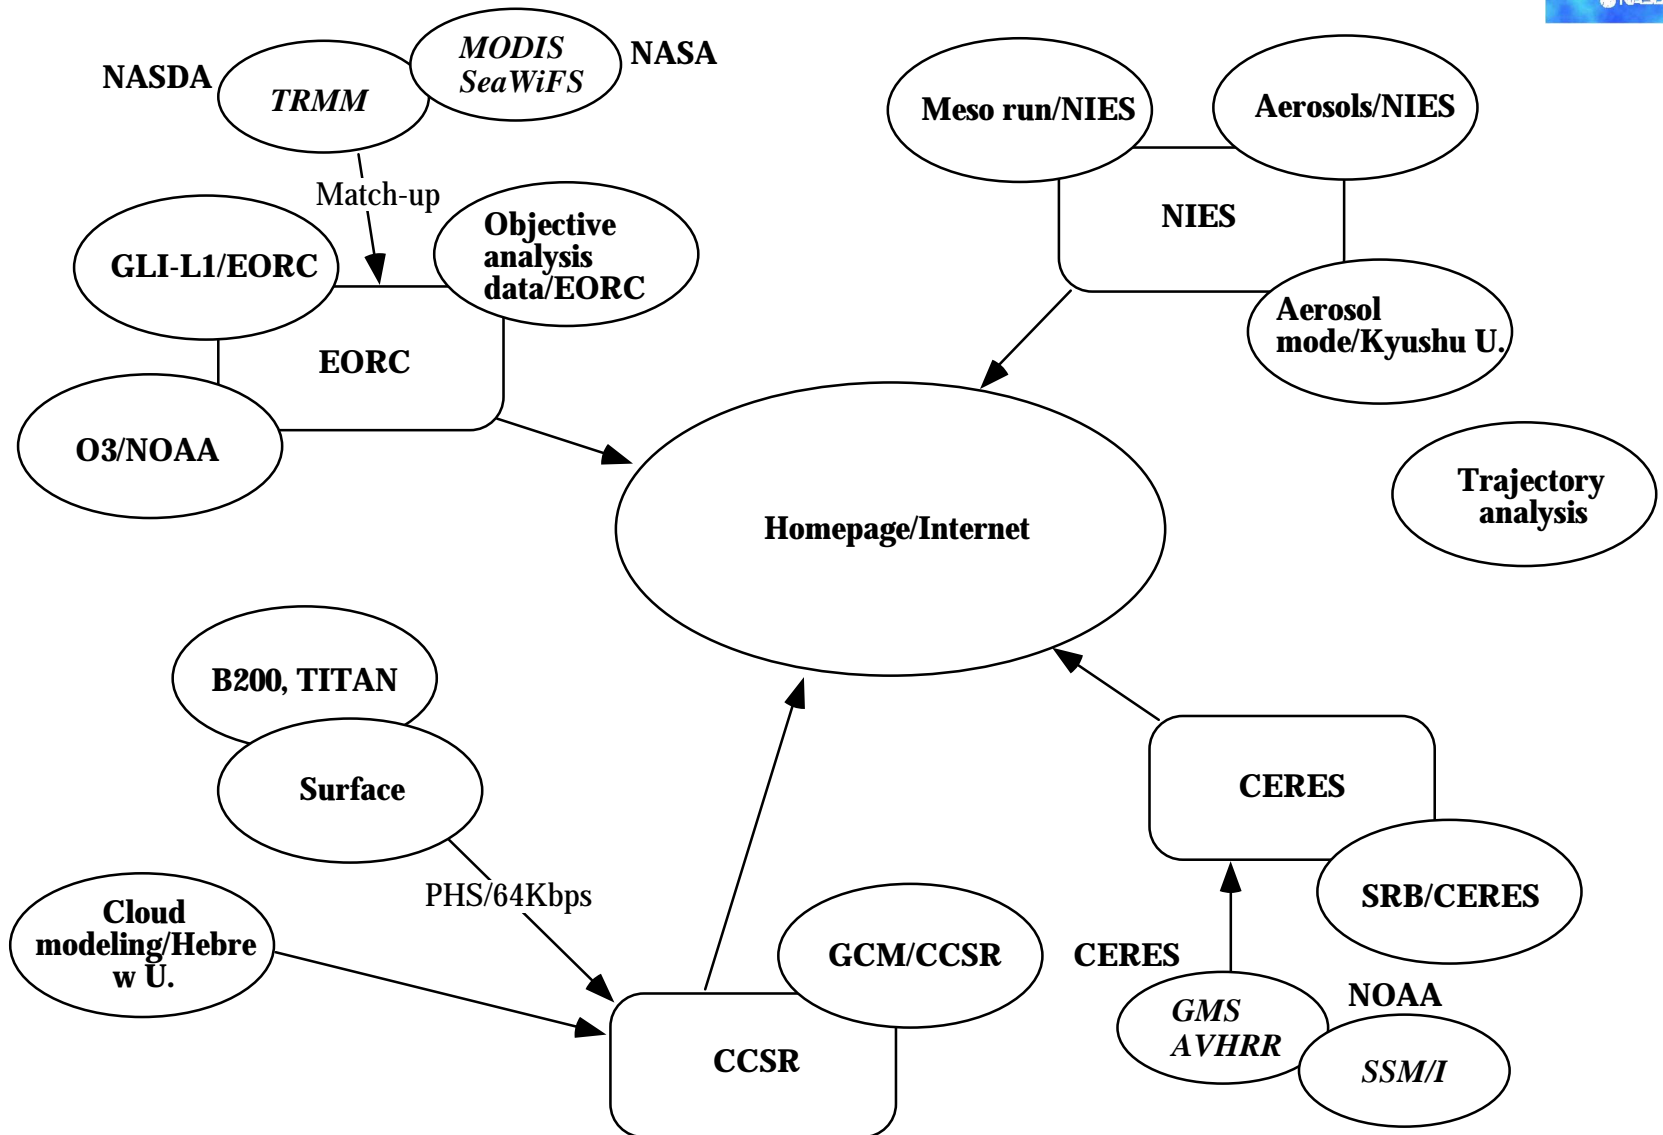 NASDA
TRMM
MODIS
SeaWiFS
NASA
Match-up
GLI-L1/EORC
Objective
analysis
data/EORC
EORC
O3/NOAA
Meso run/NIES
Aerosols/NIES
NIES
Aerosol
mode/Kyushu U.
Trajectory
analysis
Homepage/Internet
B200, TITAN
Surface
PHS/64Kbps
Cloud
modeling/Hebre
w U.
GCM/CCSR
CCSR
CERES
SRB/CERES
CERES
GMS
AVHRR
NOAA
SSM/I